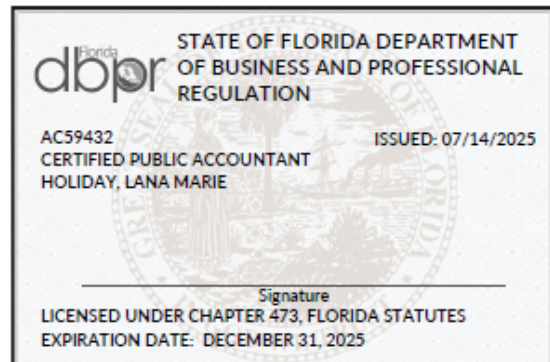 Florida
dbpr
STATE OF FLORIDA DEPARTMENT
OF BUSINESS AND PROFESSIONAL
REGULATION
AC59432
ISSUED: 07/14/2025
CERTIFIED PUBLIC ACCOUNTANT
HOLIDAY, LANA MARIE
Signature
LICENSED UNDER CHAPTER 473, FLORIDA STATUTES
EXPIRATION DATE: DECEMBER 31, 2025